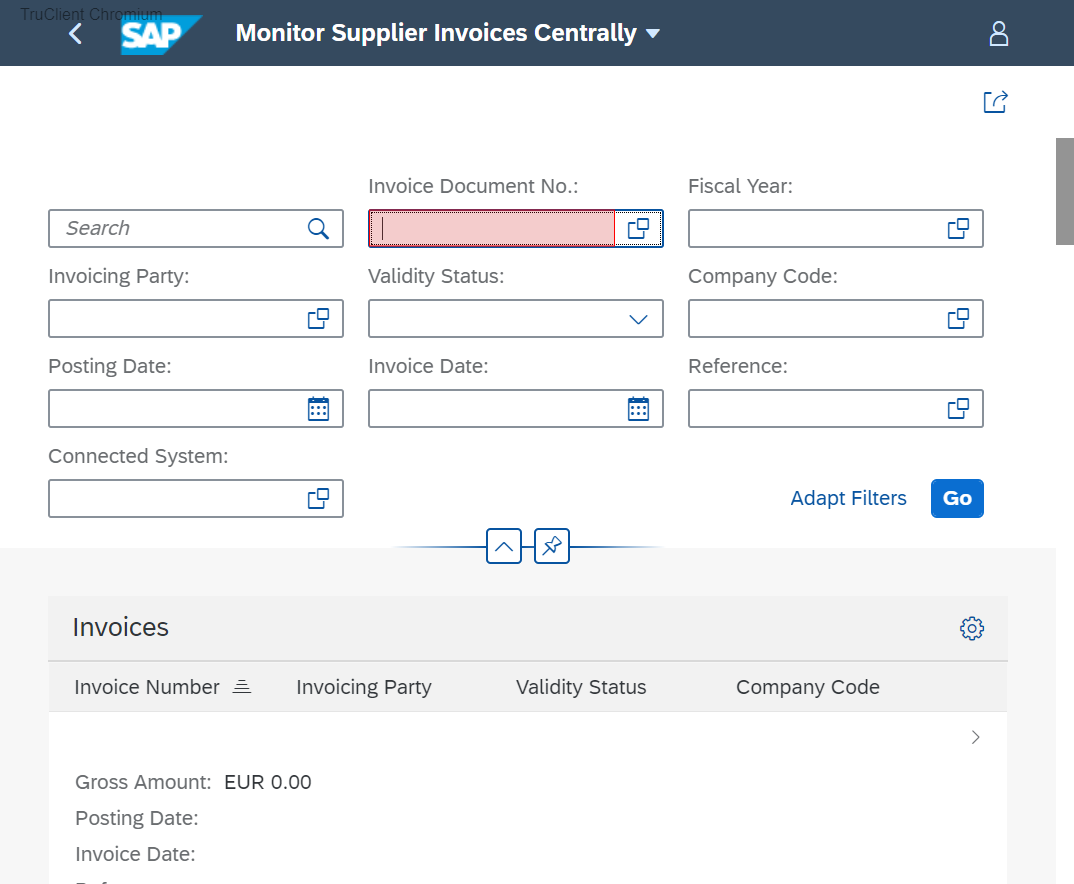 TruClient Chromium
SAP
Monitor Supplier Invoices Centrally
Invoice Document No.:
Fiscal Year:
Search
Invoicing Party:
Validity Status:
Company Code:
Posting Date:
Invoice Date:
Reference:
Connected System:
Adapt Filters
Go
Invoices
Invoice Number
Invoicing Party
Validity Status
Company Code
Gross Amount: EUR 0.00
Posting Date:
Invoice Date: